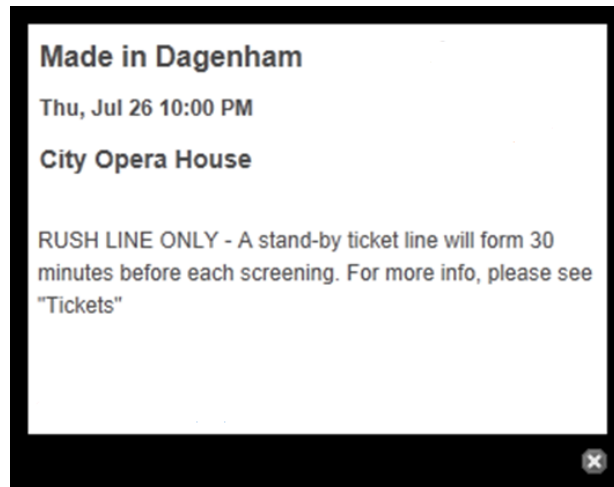 Made in Dagenham
Thu, Jul 26 10:00 PM
City Opera House
RUSH LINE ONLY - A stand-by ticket line will form 30
minutes before each screening. For more info, please see
"Tickets"